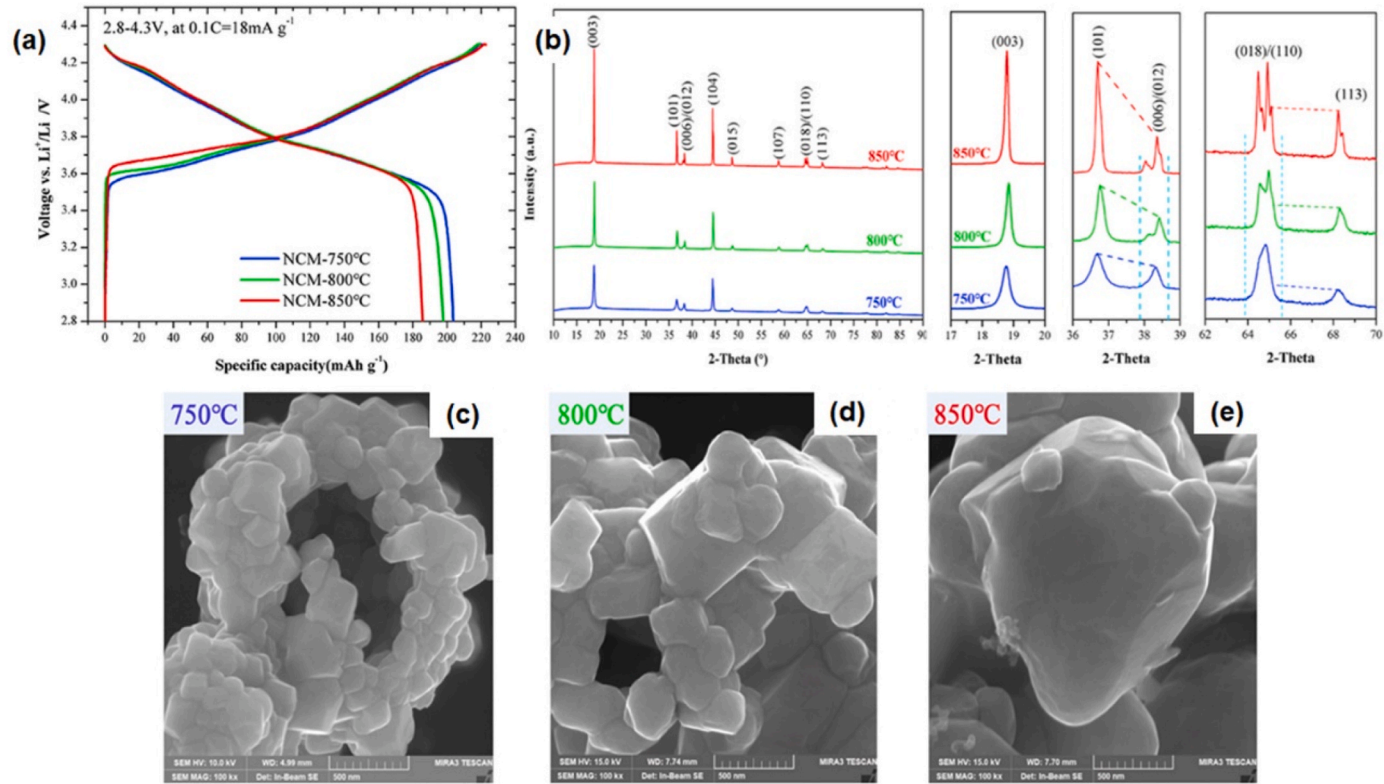 (a)
2.8-4.3V, at 0.1C=18mA g-1
4.4
4.2
4.0
3.8
3.6
3.4
3.2
3.0
2.8
Voltage vs. Li+/Li /V
NCM-750℃
NCM-800℃
NCM-850℃
0 20 40 60 80 100 120 140 160 180 200 220 240
Specific capacity(mAh g-1)
(b)
Intensity (a.u.)
(003)
(101)
(006)/(012)
(104)
(015)
(107)
(018)/(110)
(113)
850℃
800℃
750℃
10 15 20 25 30 35 40 45 50 55 60 65 70 75 80 85 90
2-Theta (°)
(003)
850℃
800℃
750℃
17 18 19 20
2-Theta
(101)
(006)/(012)
36 37 38 39
2-Theta
(018)/(110)
(113)
62 64 66 68 70
2-Theta
750℃ (c)
SEM HV: 10.0 kV WD: 4.99 mm MIRA3 TESCAN
SEM MAG: 100 kx Det: In-Beam SE 500 nm
800℃ (d)
SEM HV: 15.0 kV WD: 7.74 mm MIRA3 TESCAN
SEM MAG: 100 kx Det: In-Beam SE 500 nm
850℃ (e)
SEM HV: 15.0 kV WD: 7.70 mm MIRA3 TESCAN
SEM MAG: 100 kx Det: In-Beam SE 500 nm